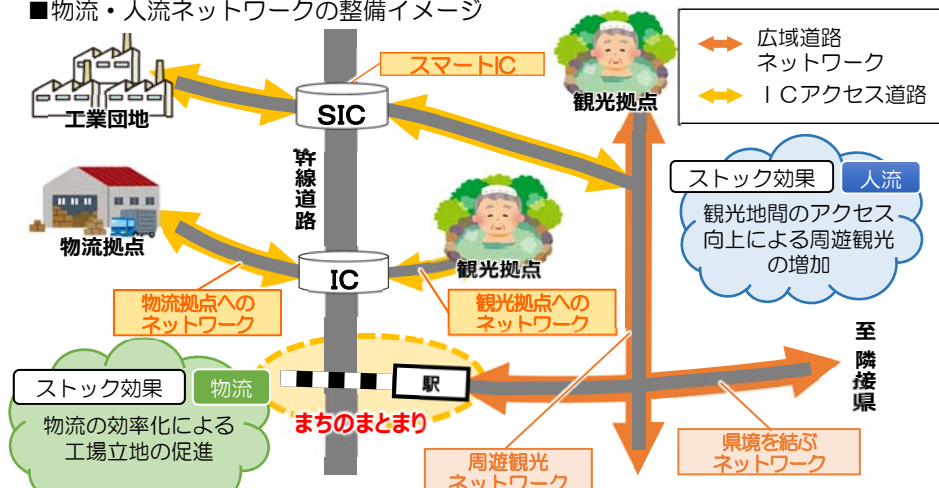 ■物流・人流ネットワークの整備イメージ
広域道路
ネットワーク
ＩＣアクセス道路
スマートIC
工業団地
SIC
観光拠点
幹線道路
ストック効果
人流
観光地間のアクセス
向上による周遊観光
の増加
物流拠点
IC
観光拠点
物流拠点への
ネットワーク
観光拠点への
ネットワーク
至 隣接県
ストック効果
物流
物流の効率化による
工場立地の促進
駅
まちのまとまり
周遊観光
ネットワーク
県境を結ぶ
ネットワーク